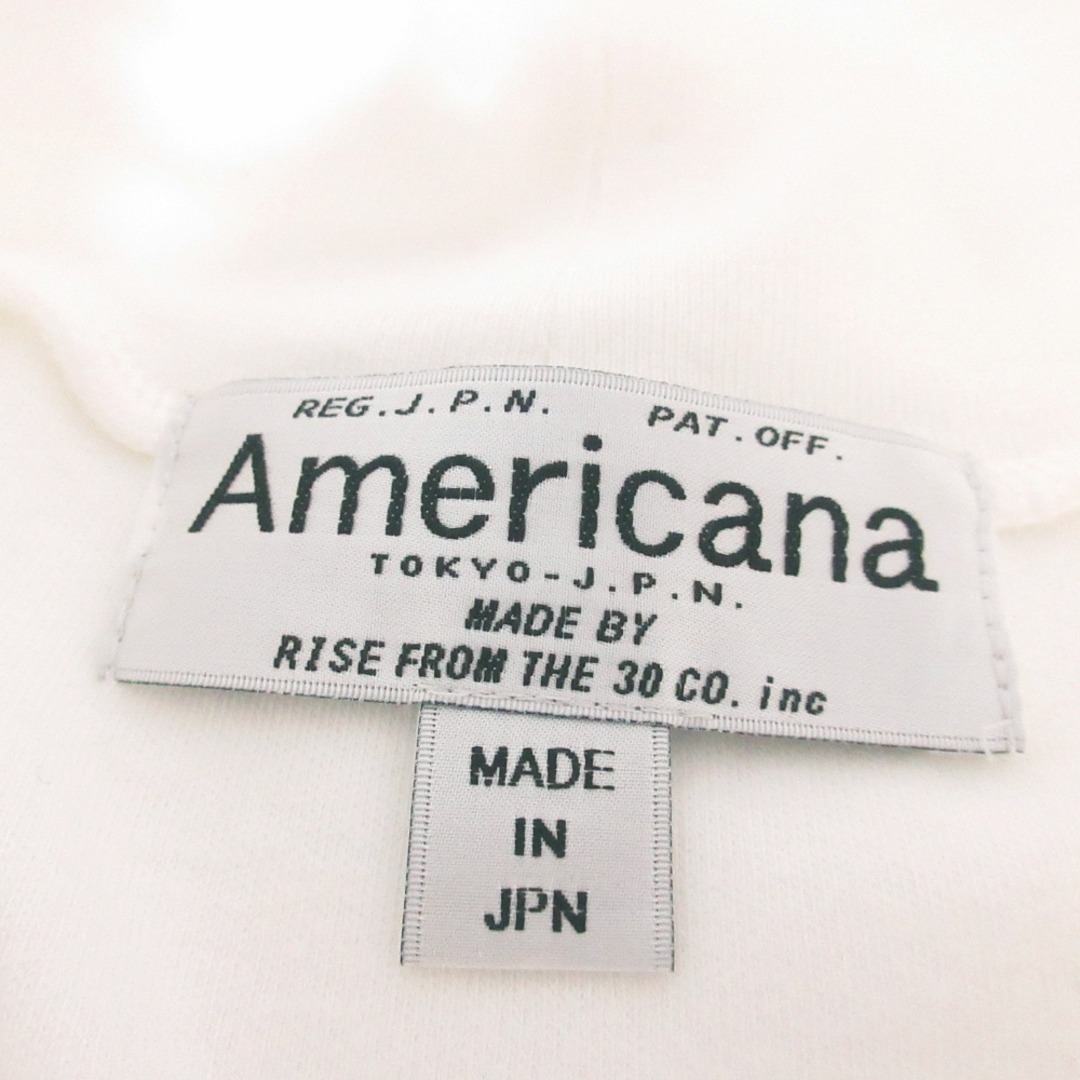 REG.J.P.N. PAT.OFF.
Americana
TOKYO-J.P.N.
MADE BY
RISE FROM THE 30 CO. inc
MADE
IN
JPN